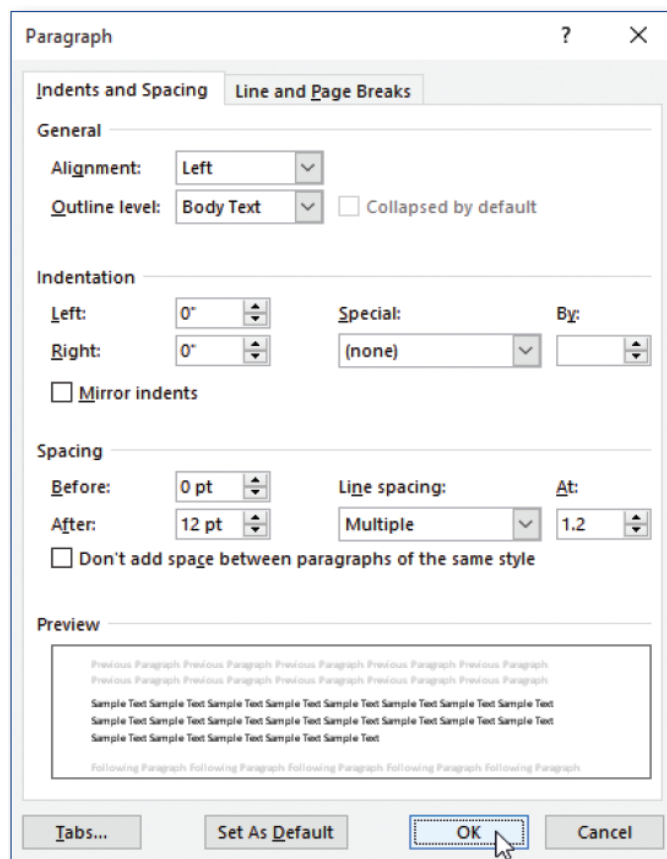 Paragraph ?
Indents and Spacing Line and Page Breaks
General
Alignment: Left
Outline level: Body Text Collapsed by default
Indentation
Left: 0" Special: By:
Right: 0" (none)
Mirror indents
Spacing
Before: 0 pt Line spacing: At:
After: 12 pt Multiple 1.2
Don't add space between paragraphs of the same style
Preview
Previous Paragraph Previous Paragraph Previous Paragraph Previous Paragraph Previous Paragraph
Previous Paragraph Previous Paragraph Previous Paragraph Previous Paragraph Previous Paragraph
Sample Text Sample Text Sample Text Sample Text Sample Text Sample Text Sample Text Sample Text
Sample Text Sample Text Sample Text Sample Text Sample Text Sample Text Sample Text Sample Text
Sample Text Sample Text Sample Text Sample Text Sample Text
Following Paragraph Following Paragraph Following Paragraph Following Paragraph Following Paragraph
Tabs... Set As Default OK Cancel